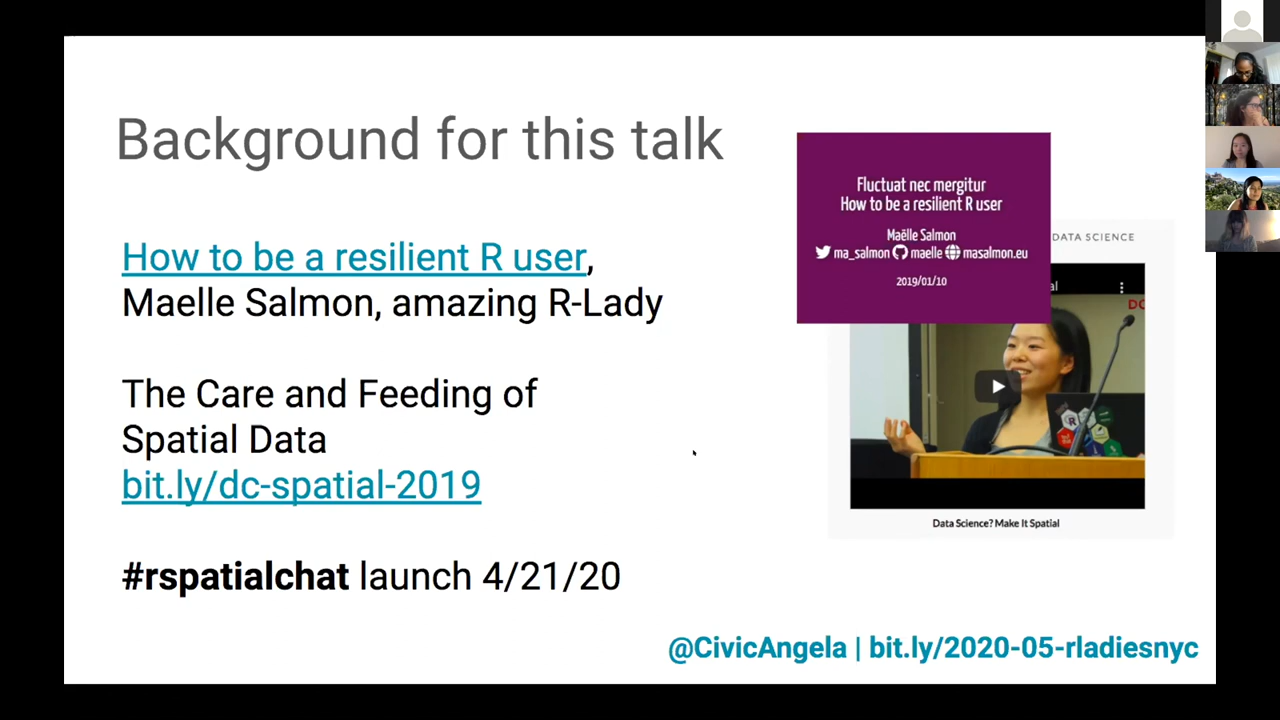 Background for this talk
How to be a resilient R user,
Maelle Salmon, amazing R-Lady
The Care and Feeding of
Spatial Data
bit.ly/dc-spatial-2019
#rspatialchat launch 4/21/20
Fluctuat nec mergitur
How to be a resilient R user
Maëlle Salmon
ma_salmon maelle masalmon.eu
2019/01/10
DATA SCIENCE
Data Science? Make It Spatial
@CivicAngela | bit.ly/2020-05-rladiesnyc